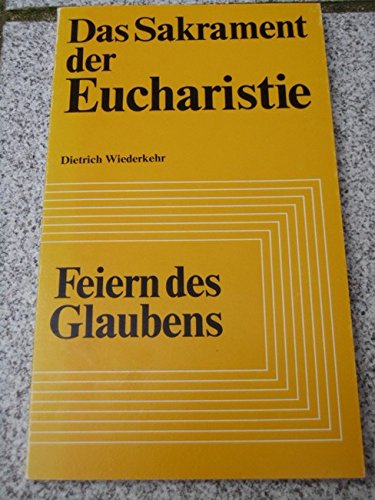 Das Sakrament
der
Eucharistie
Dietrich Wiederkehr
Feiern des
Glaubens